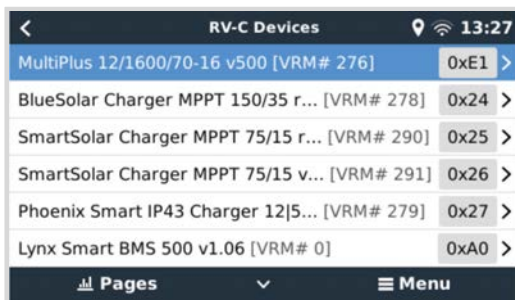 RV-C Devices 13:27
MultiPlus 12/1600/70-16 v500 [VRM# 276] 0xE1
BlueSolar Charger MPPT 150/35 r... [VRM# 278] 0x24
SmartSolar Charger MPPT 75/15 r... [VRM# 290] 0x25
SmartSolar Charger MPPT 75/15 v... [VRM# 291] 0x26
Phoenix Smart IP43 Charger 12|5... [VRM# 279] 0x27
Lynx Smart BMS 500 v1.06 [VRM# 0] 0xA0
Pages Menu